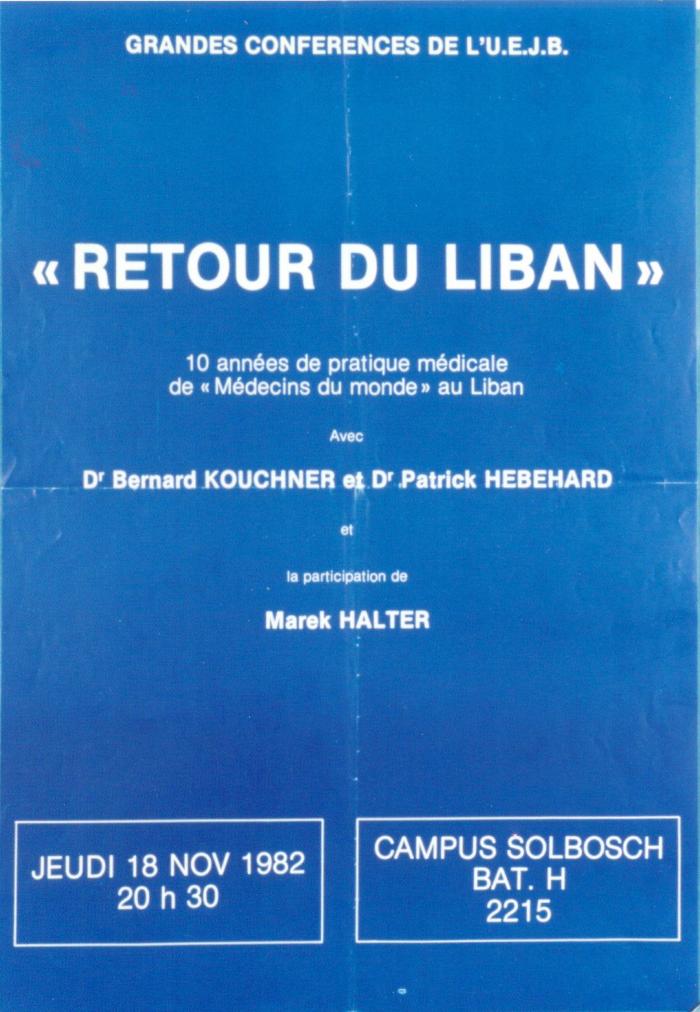 GRANDES CONFERENCES DE L'U.E.J.B.
« RETOUR DU LIBAN »
10 années de pratique médicale
de « Médecins du monde » au Liban
Avec
Dr Bernard KOUCHNER et Dr Patrick HEBEHARD
et
la participation de
Marek HALTER
JEUDI 18 NOV 1982
20 h 30
CAMPUS SOLBOSCH
BAT. H
2215